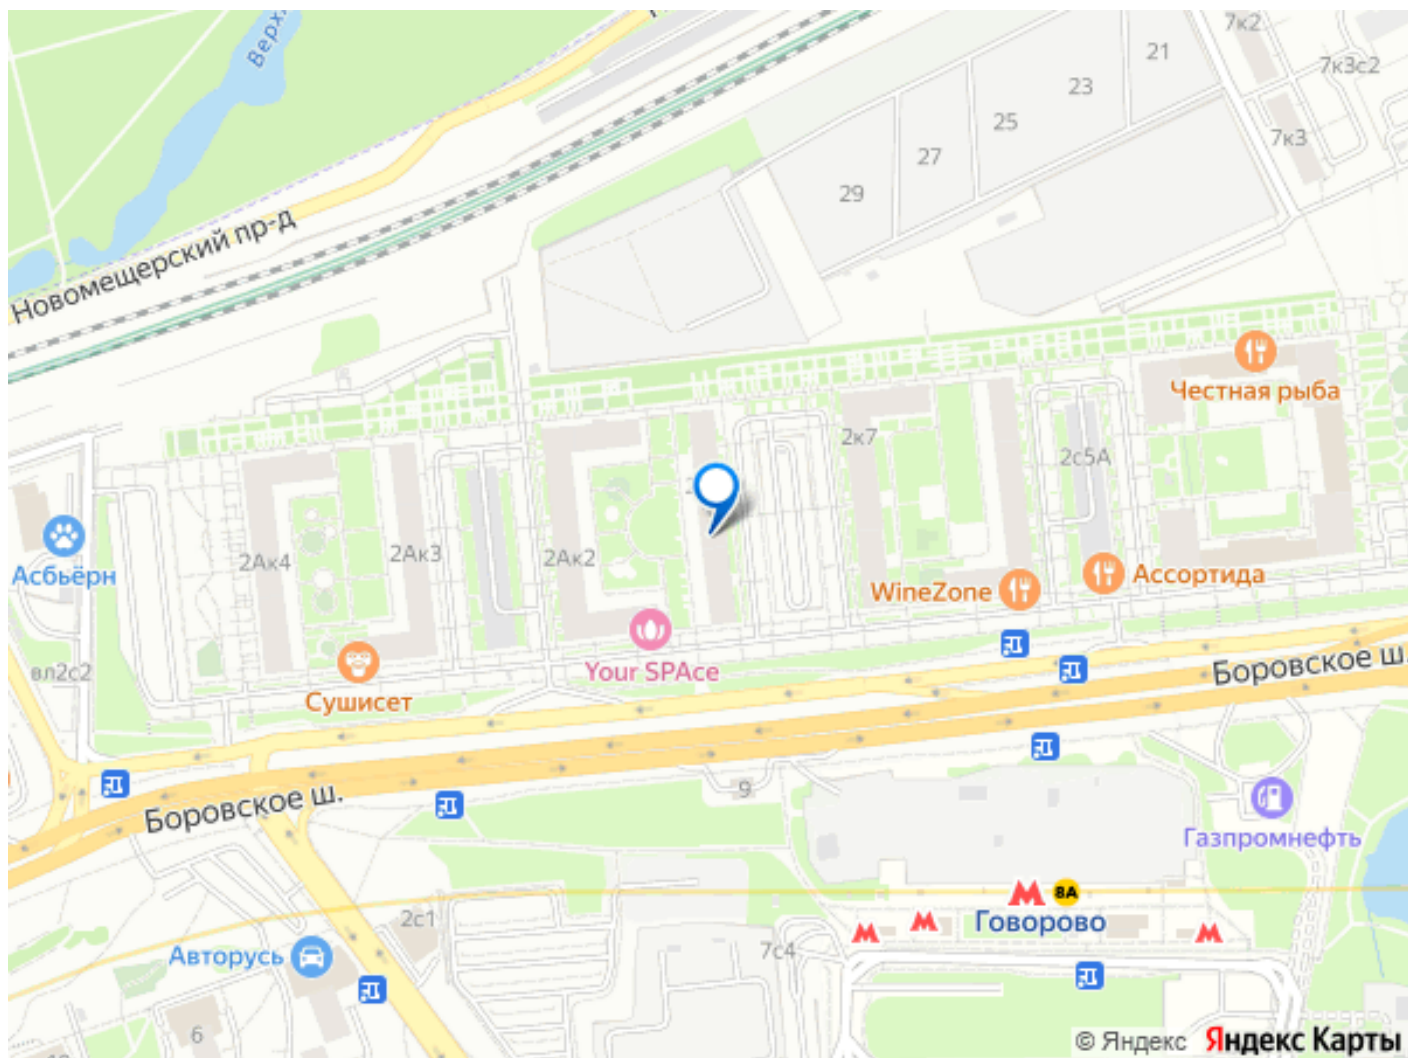 Верх
7к2
21
7к3с2
23
25
7к3
27
29
Новомещерский пр-д
Честная рыба
2к7
2с5А
2Ак4
2Ак3
2Ак2
Асбьёрн
WineZone
Ассортида
Your SPAce
вл2с2
Сушисет
Боровское ш.
Боровское ш.
9
Газпромнефть
8А
Говорово
2с1
7с4
Авторусь
6
© Яндекс Яндекс Карты